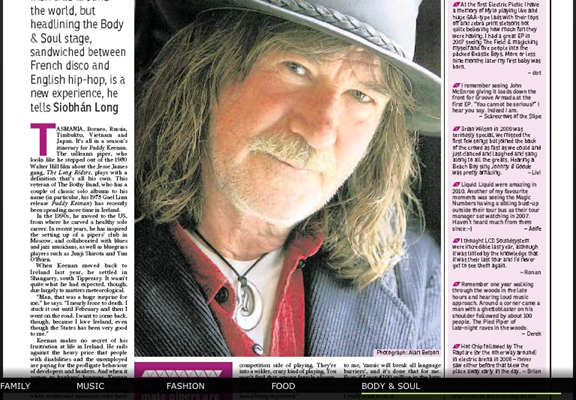 the world, but
headlining the Body
& Soul stage,
sandwiched between
French disco and
English hip-hop, is a
new experience, he
tells Siobhán Long
TASMANIA, Borneo, Russia,
Timbuktu, Vietnam and
Japan. It's all in a season's
itinerary for Paddy Keenan.
The uilleann piper, who
looks like he stepped out of the 1980
Walter Hill film about the Jesse James
gang, The Long Riders, plays with a
definition that's all his own. This
veteran of The Bothy Band, who has a
couple of classic solo albums to his
name (in particular, his 1975 Gael Linn
release Paddy Keenan) has recently
been spending more time in Ireland.
In the 1990s, he moved to the US,
from where he carved a healthy solo
career. In recent years, he has inspired
the setting up of a pipers' club in
Moscow, and collaborated with blues
and jazz musicians, as well as bluegrass
players such as Junji Shirota and Tim
O'Brien.
When Keenan moved back to
Ireland last year, he settled in
south Tipperary. It wasn't
quite what he had expected, though,
due largely to matters meteorological.
"Man, that was a huge surprise for
me," he says. "I nearly froze to death. I
stuck it out until February and then I
went on the road. I want to come back,
though, because I love Ireland, even
though the States has been very good
to me."
Keenan makes no secret of his
frustration at life in Ireland. He rails
against the heavy price that people
with disabilities and the unemployed
are paying for the profligate behaviour
of developers and bankers. And when it
Photograph: Alan Betson
competition side of playing. They're
into a wilder, crazy kind of playing. You
to me, 'music will break all language
barriers', and it's done that for me.
At the first Electric Picnic I have
a memory of Mylo playing live and
huge GAA-type lads with their tops
off and zebra print stetsons not
quite believing how much fun they
were having. I had a great EP in
2007 seeing The Field & magicking
myself and five people into the
packed Beastie Boys. More or less
nine months later my first baby was
born.
– dot
I remember seeing John
McEnroe giving it loads down the
front for Groove Armada at the
first EP. "You cannot be serious!" I
hear you say. Indeed I am.
– Scarecrows of the 5pe
Brian Wilson in 2009 was
seriously special, we missed the
first few songs but joined the back
of the crowd as fast as we could and
just danced and laughed and sang
along to all the greats. Hearing a
Beach Boy sing Johnny B Goode
was pretty amazing.
– Livi
Liquid Liquid were amazing in
2010. Another of my favourite
moments was seeing the Magic
Numbers having a sibling bust-up
outside their tour bus as their tour
manager sat watching in 2007.
Haven't heard much from them
since :-)
– Aoife
I thought LCD Soundsystem
were incredible last year, although
it was tinted by the knowledge that
it was their last tour and I'd never
get to see them again.
– Ronan
Remember one year walking
through the woods in the late
hours and hearing loud music
approach. Around a corner came a
man with a ghettoblaster on his
shoulder followed by about 100
people. The Pied Piper of
late-night raves in the woods.
– Derek
Hot Chip followed by The
Rapture (or the other way around)
in electric arena in 2006 – never
saw either before that blew the
place away early in the day.
– Brian
FAMILY
MUSIC
FASHION
FOOD
BODY & SOUL